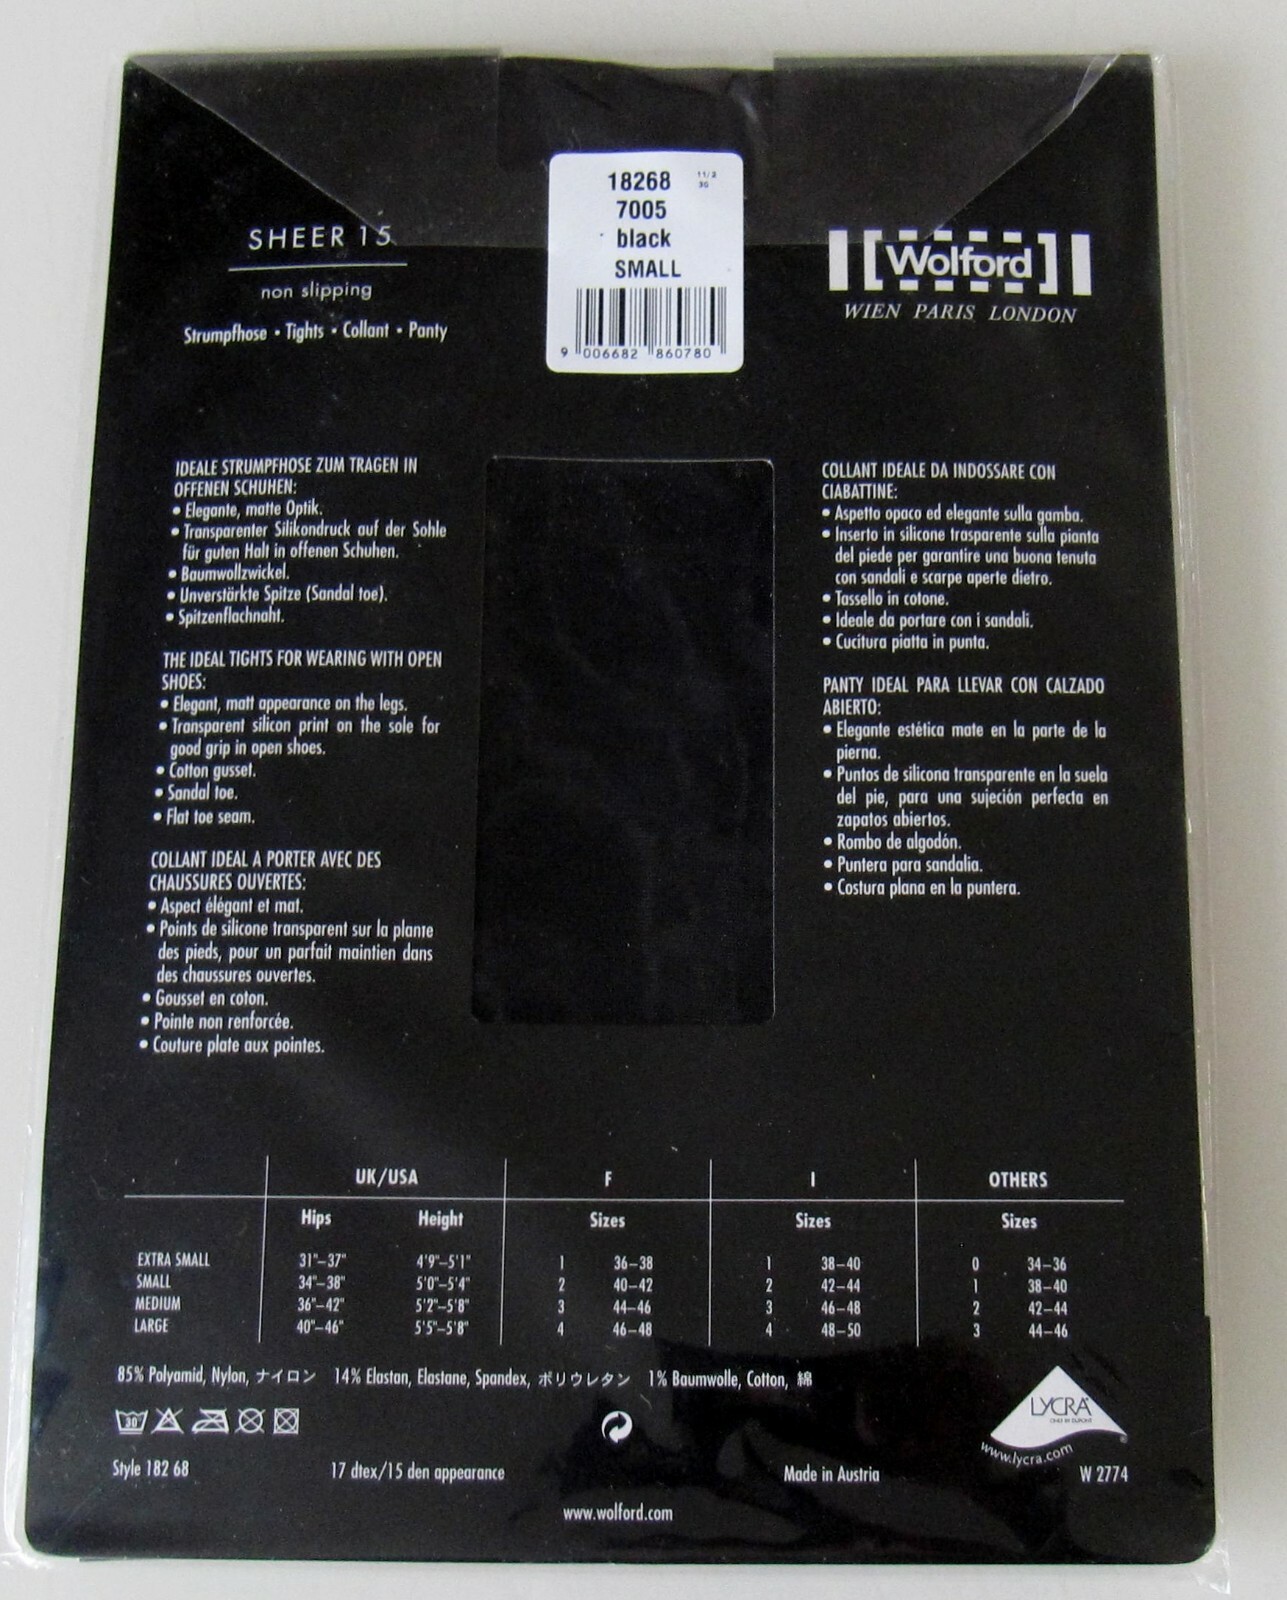 18268 11/2
30
7005
black
SMALL
9 006682 860780
SHEER 15
non slipping
Strumpfhose • Tights • Collant • Panty
Wolford
WIEN PARIS LONDON
IDEALE STRUMPFHOSE ZUM TRAGEN IN
OFFENEN SCHUHEN:
• Elegante, matte Optik.
• Transparenter Silikondruck auf der Sohle
für guten Halt in offenen Schuhen.
• Baumwollzwickel.
• Unverstärkte Spitze (Sandal toe).
• Spitzenflachnaht.
THE IDEAL TIGHTS FOR WEARING WITH OPEN
SHOES:
• Elegant, matt appearance on the legs.
• Transparent silicon print on the sole for
good grip in open shoes.
• Cotton gusset.
• Sandal toe.
• Flat toe seam.
COLLANT IDEAL A PORTER AVEC DES
CHAUSSURES OUVERTES:
• Aspect élégant et mat.
• Points de silicone transparent sur la plante
des pieds, pour un parfait maintien dans
des chaussures ouvertes.
• Gousset en coton.
• Pointe non renforcée.
• Couture plate aux pointes.
COLLANT IDEALE DA INDOSSARE CON
CIABATTINE:
• Aspetto opaco ed elegante sulla gamba.
• Inserto in silicone trasparente sulla pianta
del piede per garantire una buona tenuta
con sandali e scarpe aperte dietro.
• Tassello in cotone.
• Ideale da portare con i sandali.
• Cucitura piatta in punta.
PANTY IDEAL PARA LLEVAR CON CALZADO
ABIERTO:
• Elegante estética mate en la parte de la
pierna.
• Puntos de silicona transparente en la suela
del pie, para una sujeción perfecta en
zapatos abiertos.
• Rombo de algodón.
• Puntera para sandalia.
• Costura plana en la puntera.
UK/USA F I OTHERS
Hips Height Sizes Sizes Sizes
EXTRA SMALL 31"–37" 4'9"–5'1" 1 36–38 1 38–40 0 34–36
SMALL 34"–38" 5'0"–5'4" 2 40–42 2 42–44 1 38–40
MEDIUM 36"–42" 5'2"–5'8" 3 44–46 3 46–48 2 42–44
LARGE 40"–46" 5'5"–5'8" 4 46–48 4 48–50 3 44–46
85% Polyamid, Nylon, ナイロン 14% Elastan, Elastane, Spandex, ポリウレタン 1% Baumwolle, Cotton, 綿
30
LYCRA®
ONLY BY DUPONT
®
www.lycra.com
Style 182 68 17 dtex/15 den appearance Made in Austria W 2774
www.wolford.com